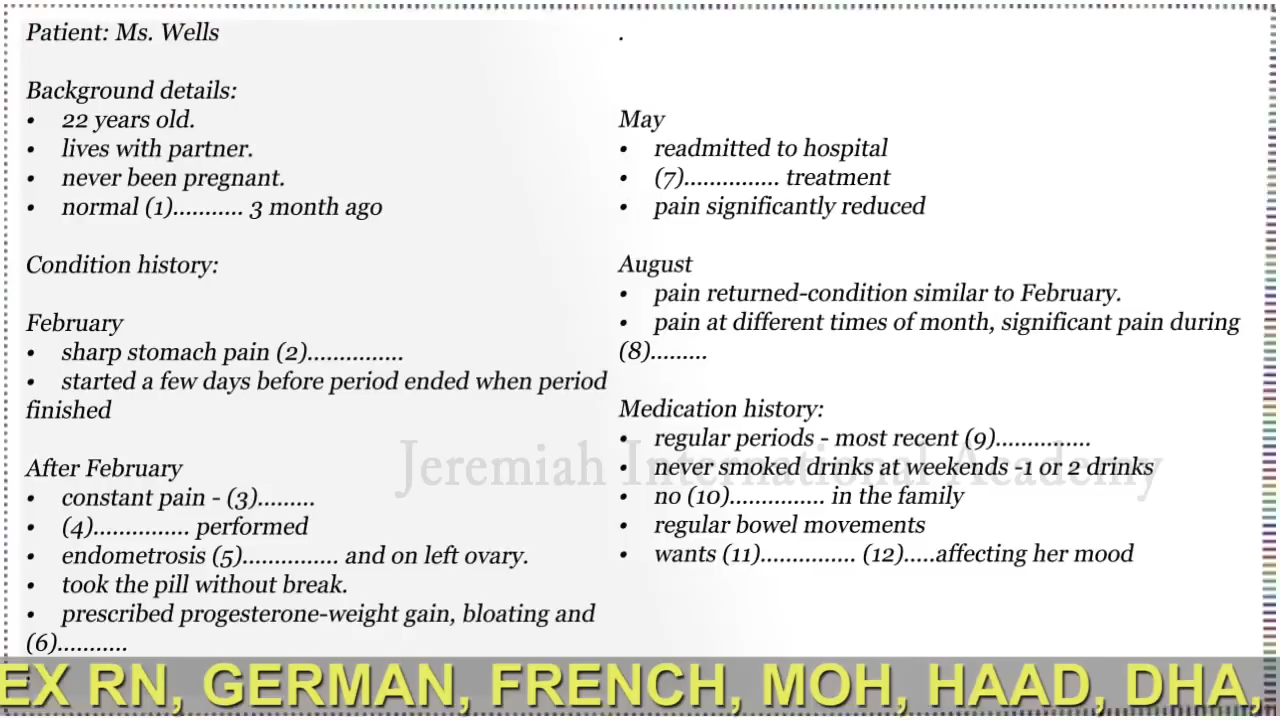 Patient: Ms. Wells
Background details:
• 22 years old.
• lives with partner.
• never been pregnant.
• normal (1)........... 3 month ago
Condition history:
February
• sharp stomach pain (2)...............
• started a few days before period ended when period
finished
After February
• constant pain - (3).........
• (4)............... performed
• endometrosis (5)............... and on left ovary.
• took the pill without break.
• prescribed progesterone-weight gain, bloating and
(6)...........
.
May
• readmitted to hospital
• (7)............... treatment
• pain significantly reduced
August
• pain returned-condition similar to February.
• pain at different times of month, significant pain during
(8).........
Medication history:
• regular periods - most recent (9)...............
• never smoked drinks at weekends -1 or 2 drinks
• no (10)............... in the family
• regular bowel movements
• wants (11)............... (12).....affecting her mood
Jeremiah International Academy
EX RN, GERMAN, FRENCH, MOH, HAAD, DHA,